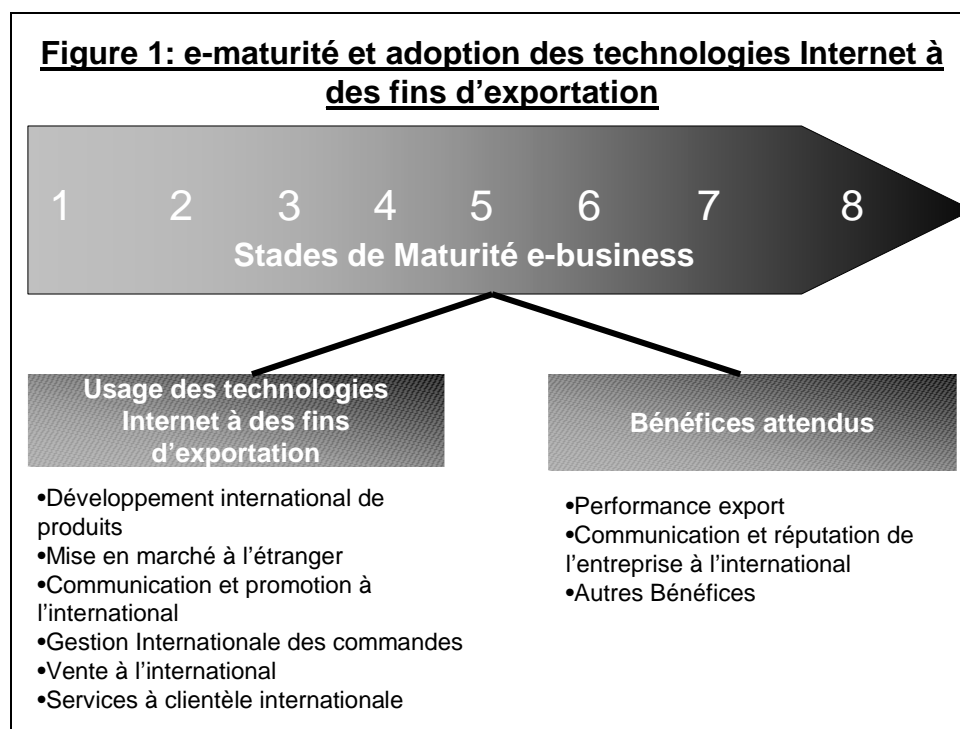 Figure 1: e-maturité et adoption des technologies Internet à
des fins d'exportation
1 2 3 4 5 6 7 8
Stades de Maturité e-business
Usage des technologies
Internet à des fins
d'exportation
•Développement international de
produits
•Mise en marché à l'étranger
•Communication et promotion à
l'international
•Gestion Internationale des commandes
•Vente à l'international
•Services à clientèle internationale
Bénéfices attendus
•Performance export
•Communication et réputation de
l'entreprise à l'international
•Autres Bénéfices